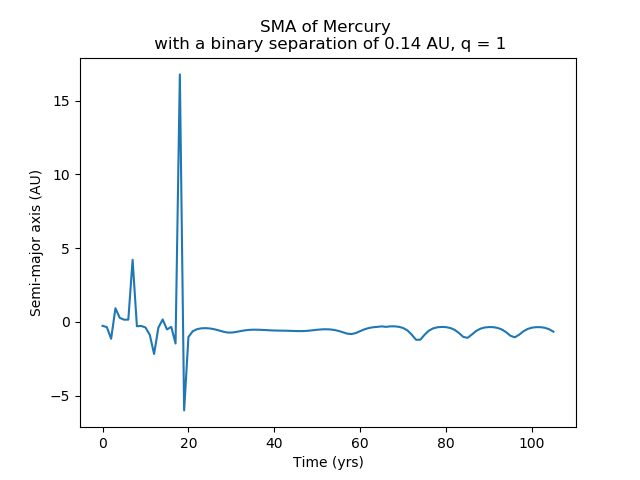 SMA of Mercury
with a binary separation of 0.14 AU, q = 1
Semi-major axis (AU)
15
10
5
0
−5
0 20 40 60 80 100
Time (yrs)